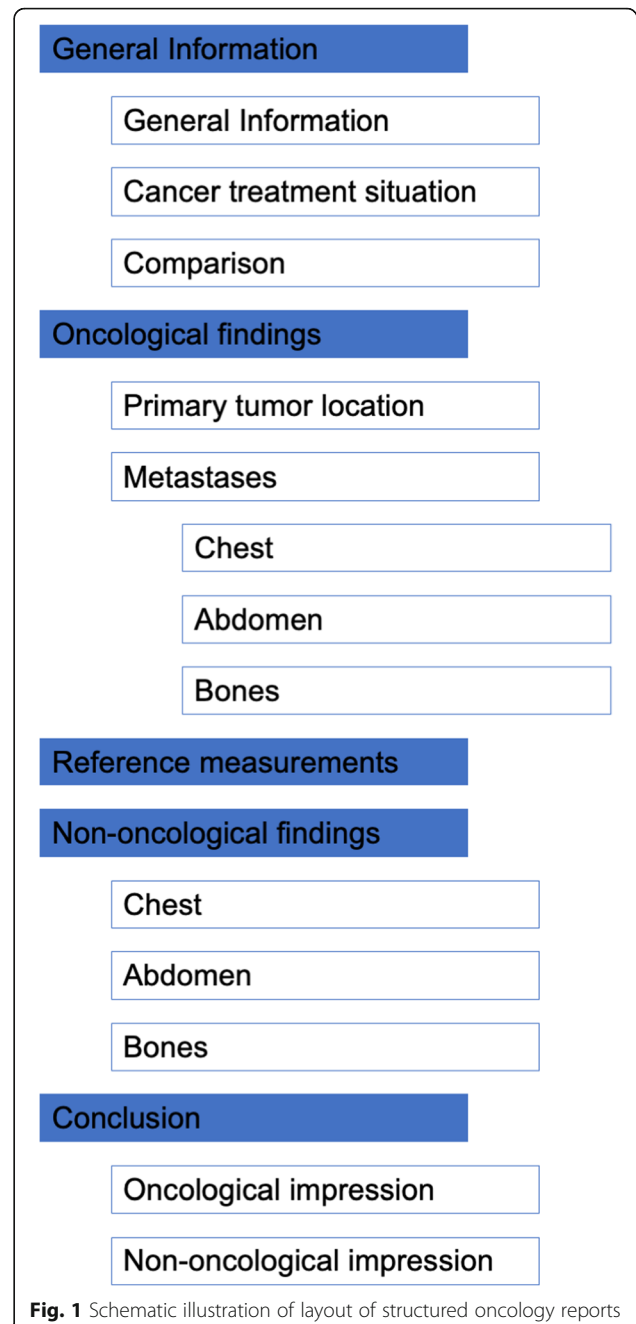 General Information
General Information
Cancer treatment situation
Comparison
Oncological findings
Primary tumor location
Metastases
Chest
Abdomen
Bones
Reference measurements
Non-oncological findings
Chest
Abdomen
Bones
Conclusion
Oncological impression
Non-oncological impression
Fig. 1 Schematic illustration of layout of structured oncology reports